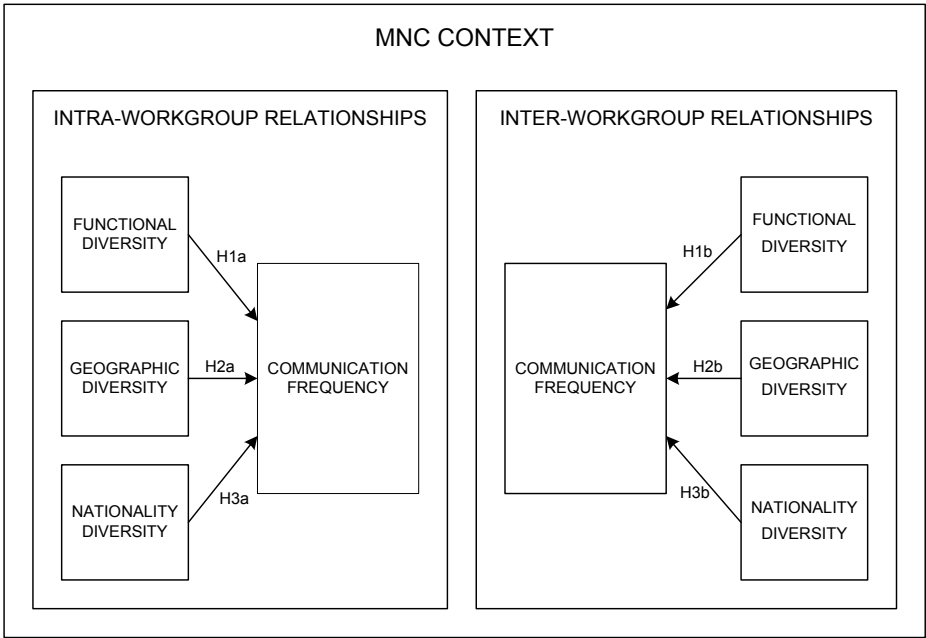 MNC CONTEXT
INTRA-WORKGROUP RELATIONSHIPS
FUNCTIONAL
DIVERSITY
H1a
GEOGRAPHIC
DIVERSITY
H2a
COMMUNICATION
FREQUENCY
NATIONALITY
DIVERSITY
H3a
INTER-WORKGROUP RELATIONSHIPS
FUNCTIONAL
DIVERSITY
H1b
COMMUNICATION
FREQUENCY
H2b
GEOGRAPHIC
DIVERSITY
H3b
NATIONALITY
DIVERSITY